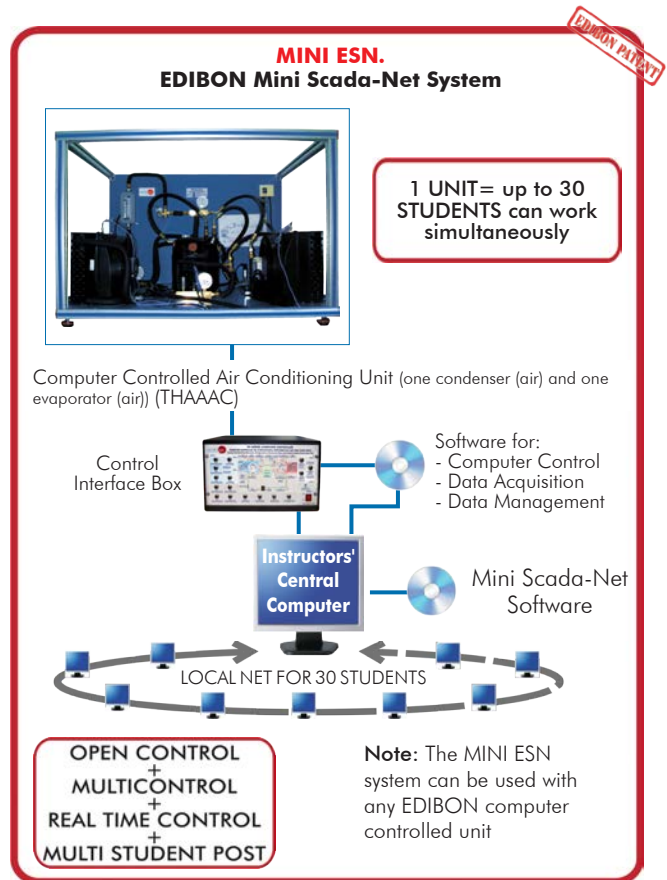 EDIBON PATENT
MINI ESN.
EDIBON Mini Scada-Net System
1 UNIT= up to 30
STUDENTS can work
simultaneously
Computer Controlled Air Conditioning Unit (one condenser (air) and one
evaporator (air)) (THAAAC)
Control
Interface Box
Software for:
- Computer Control
- Data Acquisition
- Data Management
Instructors'
Central
Computer
Mini Scada-Net
Software
LOCAL NET FOR 30 STUDENTS
OPEN CONTROL
+
MULTICONTROL
+
REAL TIME CONTROL
+
MULTI STUDENT POST
Note: The MINI ESN
system can be used with
any EDIBON computer
controlled unit